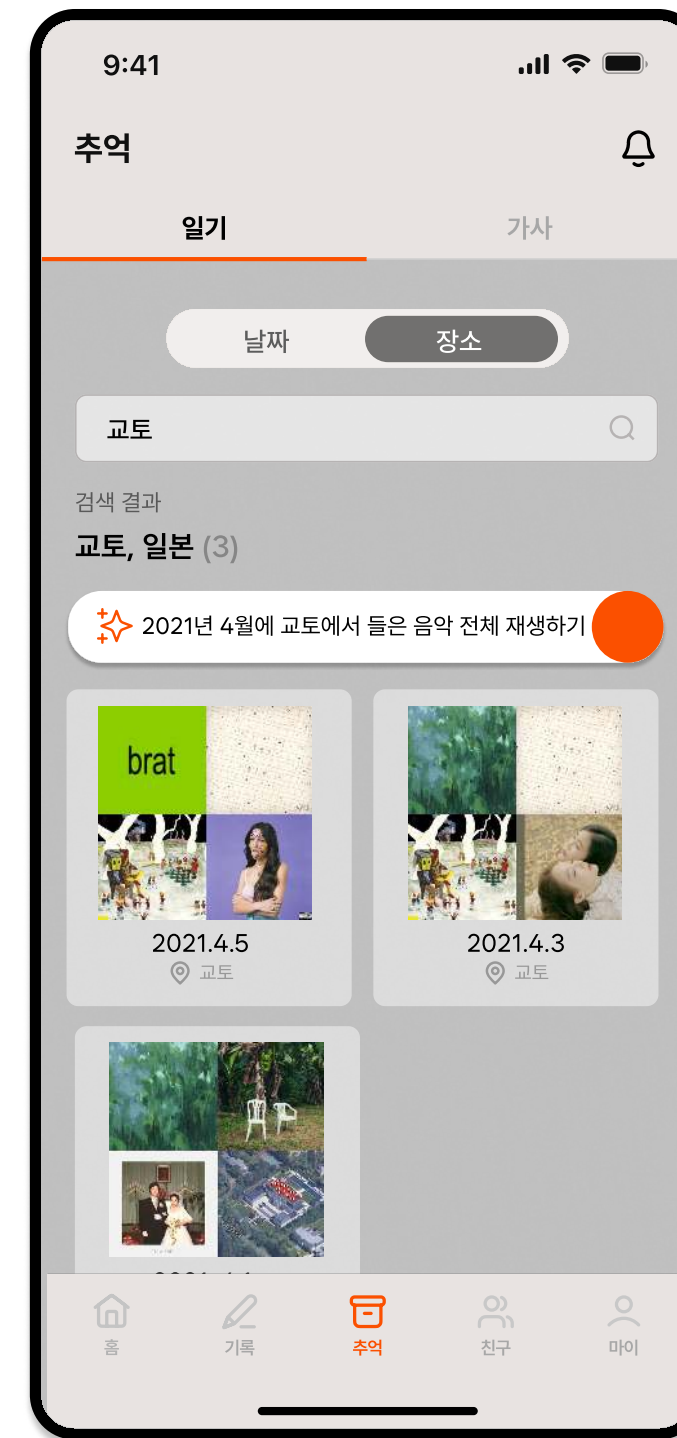 9:41
추억
일기
가사
날짜
장소
교토
검색 결과
교토, 일본 (3)
2021년 4월에 교토에서 들은 음악 전체 재생하기
brat
2021.4.5
교토
2021.4.3
교토
홈
기록
추억
친구
마이